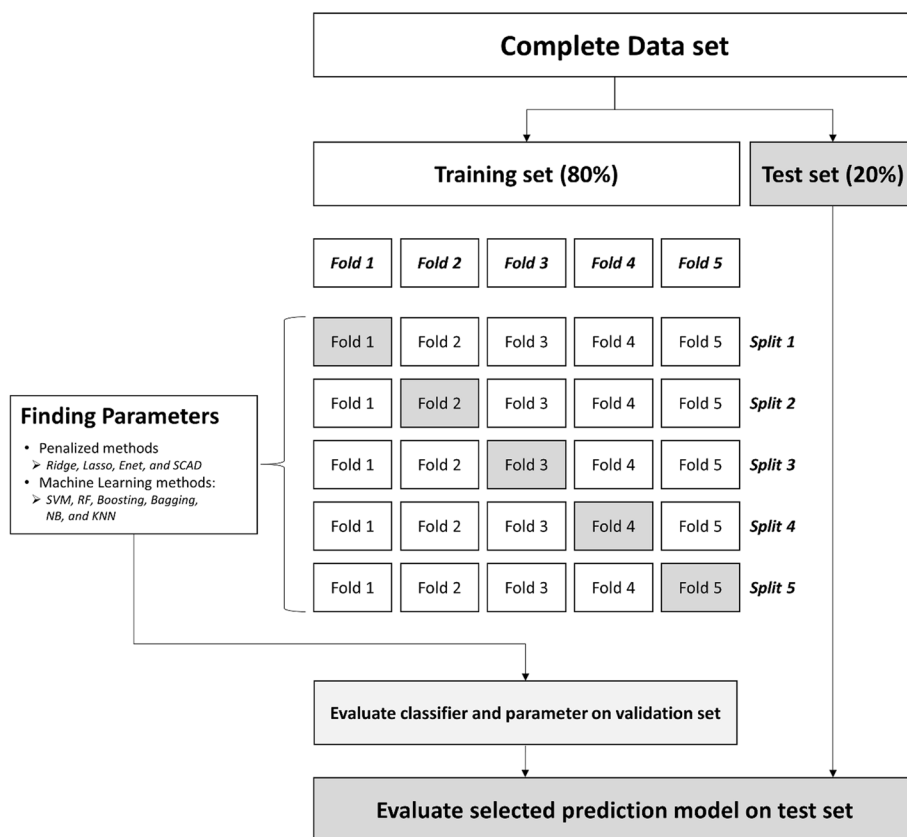 Complete Data set
Training set (80%)
Test set (20%)
Fold 1 Fold 2 Fold 3 Fold 4 Fold 5
Fold 1 Fold 2 Fold 3 Fold 4 Fold 5 Split 1
Fold 1 Fold 2 Fold 3 Fold 4 Fold 5 Split 2
Fold 1 Fold 2 Fold 3 Fold 4 Fold 5 Split 3
Fold 1 Fold 2 Fold 3 Fold 4 Fold 5 Split 4
Fold 1 Fold 2 Fold 3 Fold 4 Fold 5 Split 5
Finding Parameters
• Penalized methods
➢ Ridge, Lasso, Enet, and SCAD
• Machine Learning methods:
➢ SVM, RF, Boosting, Bagging,
NB, and KNN
Evaluate classifier and parameter on validation set
Evaluate selected prediction model on test set